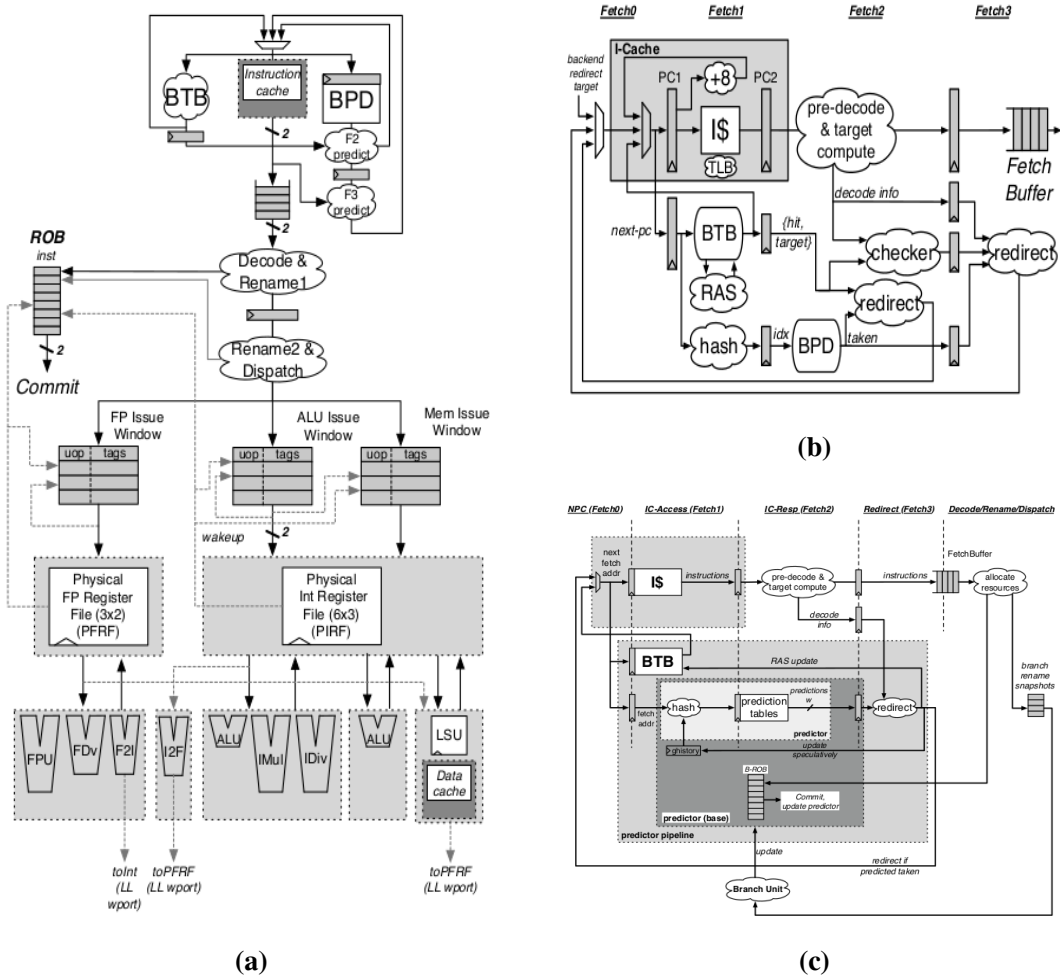 BTB
Instruction
cache
BPD
2
F2
predict
F3
predict
2
ROB
inst
Decode &
Rename1
2
Commit
Rename2 &
Dispatch
FP Issue
Window
ALU Issue
Window
Mem Issue
Window
uop tags
uop tags
uop tags
wakeup
2
Physical
FP Register
File (3x2)
(PFRF)
Physical
Int Register
File (6x3)
(PIRF)
FPU
FDv
F2I
I2F
ALU
IMul
IDiv
ALU
LSU
Data
cache
toInt
(LL
wport)
toPFRF
(LL wport)
toPFRF
(LL wport)
(a)
Fetch0
Fetch1
Fetch2
Fetch3
I-Cache
backend
redirect
target
PC1
+8
PC2
I$
TLB
pre-decode
& target
compute
Fetch
Buffer
decode info
next-pc
BTB
{hit,
target}
RAS
checker
redirect
redirect
hash
idx
BPD
taken
(b)
NPC (Fetch0)
IC-Access (Fetch1)
IC-Resp (Fetch2)
Redirect (Fetch3)
Decode/Rename/Dispatch
next
fetch
addr
I$
instructions
pre-decode &
target compute
instructions
FetchBuffer
allocate
resources
decode
info
BTB
RAS update
branch
rename
snapshots
fetch
addr
hash
prediction
tables
predictions
w
redirect
predictor
ghistory
update
speculatively
B-ROB
Commit,
update predictor
predictor (base)
predictor pipeline
update
redirect if
predicted taken
Branch Unit
(c)